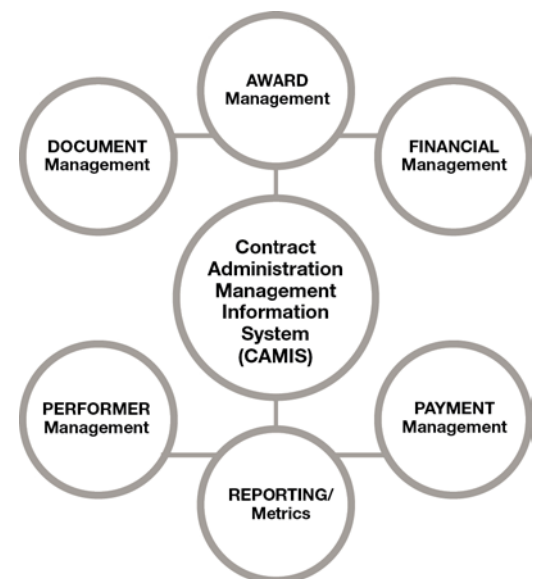 AWARD
Management
DOCUMENT
Management
FINANCIAL
Management
Contract
Administration
Management
Information
System
(CAMIS)
PERFORMER
Management
PAYMENT
Management
REPORTING/
Metrics